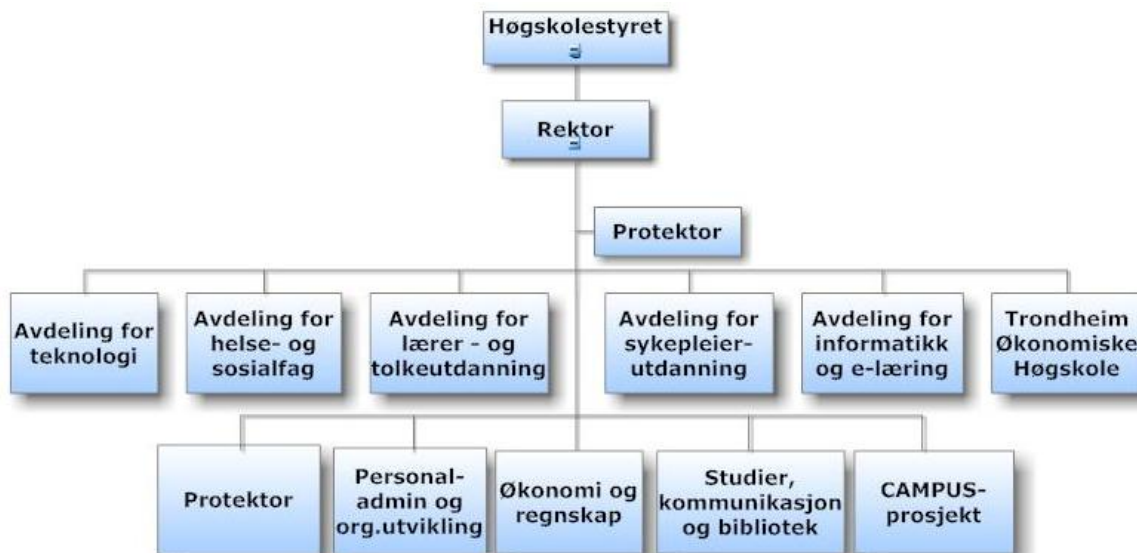 Høgskolestyret
Rektor
Protektor
Avdeling for
teknologi
Avdeling for
helse- og
sosialfag
Avdeling for
lærer - og
tolkeutdanning
Avdeling for
sykepleier-
utdanning
Avdeling for
informatikk
og e-læring
Trondheim
Økonomiske
Høgskole
Protektor
Personal-
admin og
org.utvikling
Økonomi og
regnskap
Studier,
kommunikasjon
og bibliotek
CAMPUS-
prosjekt